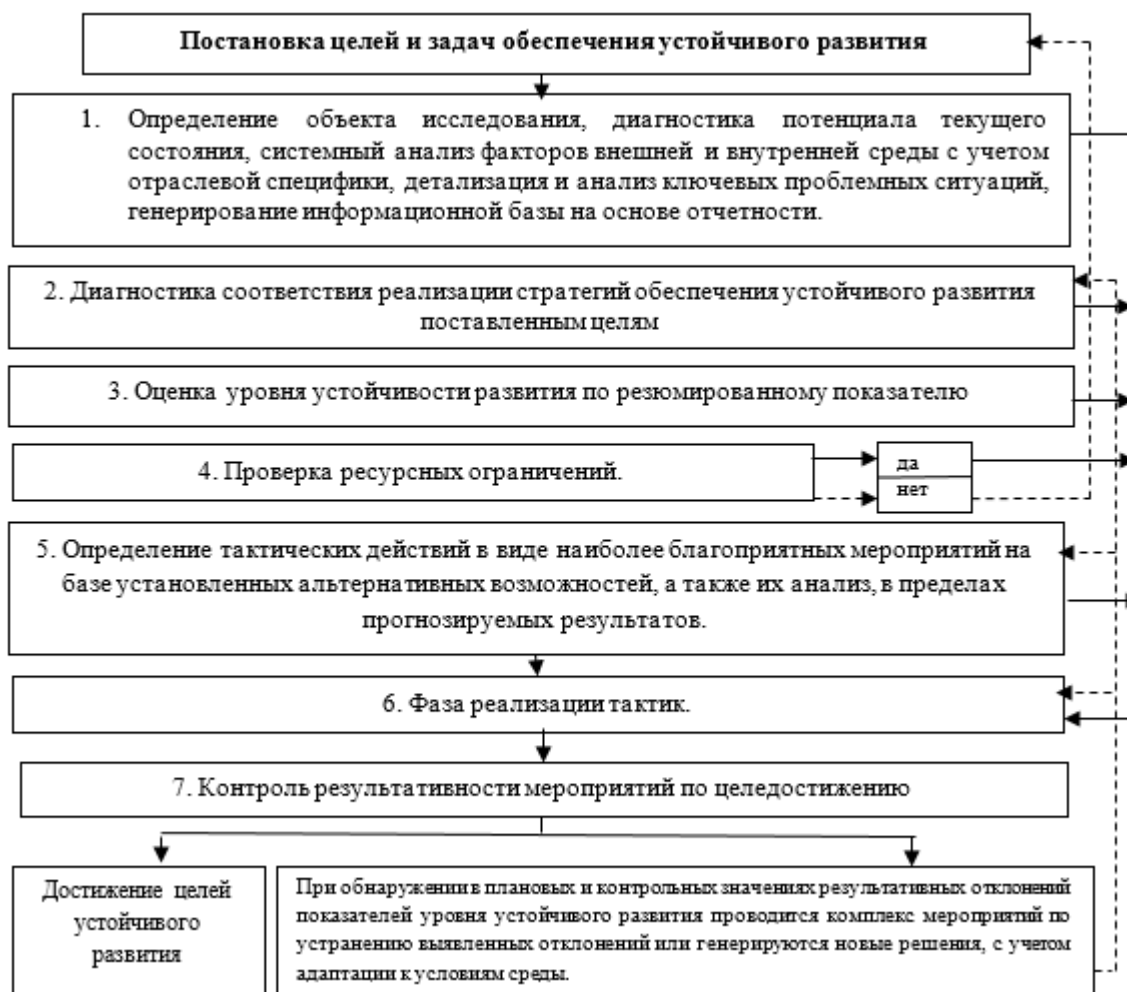 Постановка целей и задач обеспечения устойчивого развития
1. Определение объекта исследования, диагностика потенциала текущего
состояния, системный анализ факторов внешней и внутренней среды с учетом
отраслевой специфики, детализация и анализ ключевых проблемных ситуаций,
генерирование информационной базы на основе отчетности.
2. Диагностика соответствия реализации стратегий обеспечения устойчивого развития
поставленным целям
3. Оценка уровня устойчивости развития по резюмированному показателю
4. Проверка ресурсных ограничений.
да
нет
5. Определение тактических действий в виде наиболее благоприятных мероприятий на
базе установленных альтернативных возможностей, а также их анализ, в пределах
прогнозируемых результатов.
6. Фаза реализации тактик.
7. Контроль результативности мероприятий по целедостижению
Достижение целей
устойчивого
развития
При обнаружении в плановых и контрольных значениях результативных отклонений
показателей уровня устойчивого развития проводится комплекс мероприятий по
устранению выявленных отклонений или генерируются новые решения, с учетом
адаптации к условиям среды.